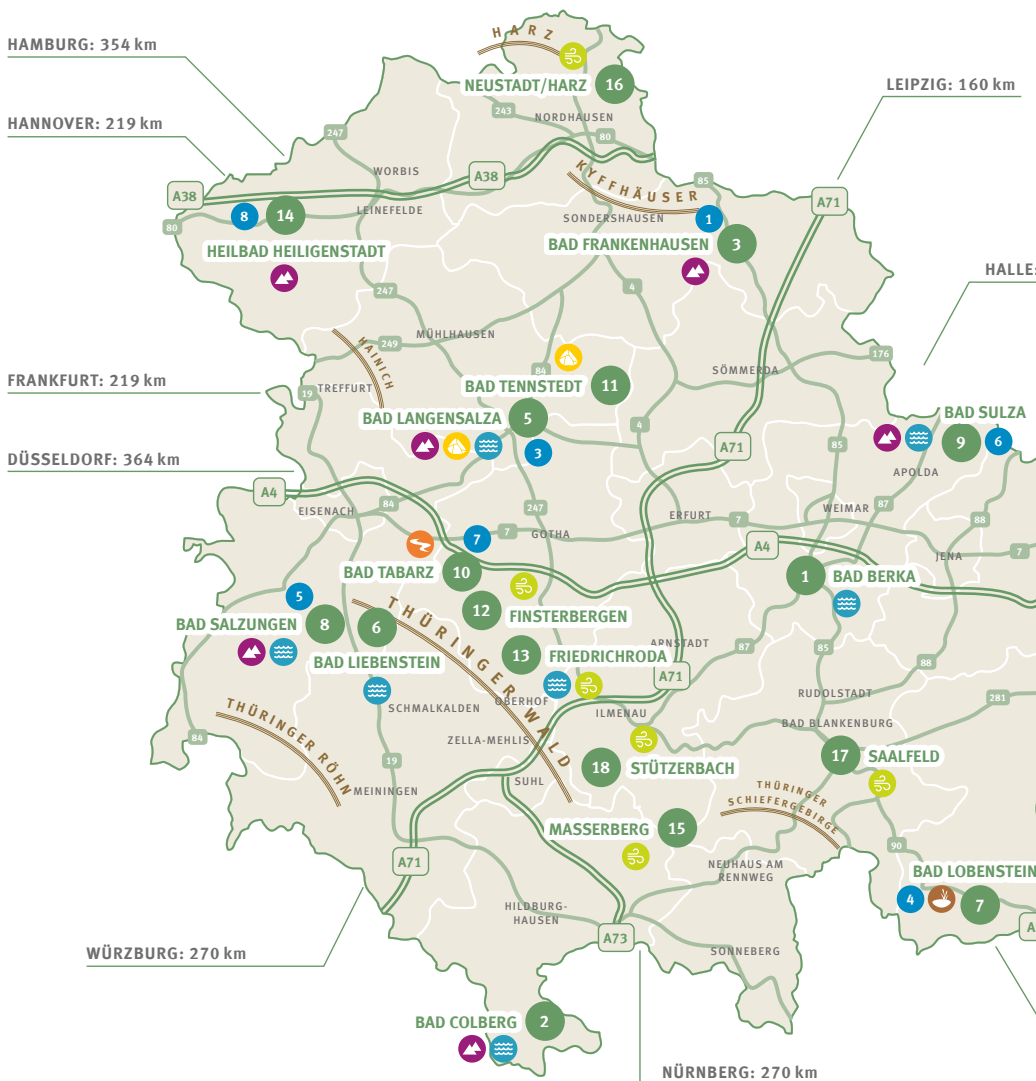 HARZ
HAMBURG: 354 km
NEUSTADT/HARZ
16
LEIPZIG: 160 km
243
NORDHAUSEN
HANNOVER: 219 km
247
80
WORBIS
A38
KYFFHÄUSER
85
A38
A71
8
14
LEINEFELDE
SONDERSHAUSEN
1
80
HEILBAD HEILIGENSTADT
BAD FRANKENHAUSEN
3
HALLE:
247
4
HAINICH
249
MÜHLHAUSEN
176
84
SÖMMERDA
FRANKFURT: 219 km
TREFFURT
19
BAD TENNSTEDT
11
BAD LANGENSALZA
5
BAD SULZA
4
A71
85
9
6
3
DÜSSELDORF: 364 km
APOLDA
A4
84
87
EISENACH
247
ERFURT
WEIMAR
88
7
GOTHA
7
7
A4
JENA
7
BAD TABARZ
10
1
BAD BERKA
5
THÜRINGER WALD
12
FINSTERBERGEN
BAD SALZUNGEN
8
6
13
FRIEDRICHRODA
ARNSTADT
87
85
88
BAD LIEBENSTEIN
A71
SCHMALKALDEN
OBERHOF
ILMENAU
RUDOLSTADT
281
THÜRINGER RÖHN
BAD BLANKENBURG
84
ZELLA-MEHLIS
19
18
STÜTZERBACH
17
SAALFELD
MEININGEN
SUHL
THÜRINGER
SCHIEFERGEBIRGE
MASSERBERG
15
90
A71
NEUHAUS AM
RENNWEG
BAD LOBENSTEIN
4
7
HILDBURG-
HAUSEN
A73
A
WÜRZBURG: 270 km
SONNEBERG
BAD COLBERG
2
NÜRNBERG: 270 km